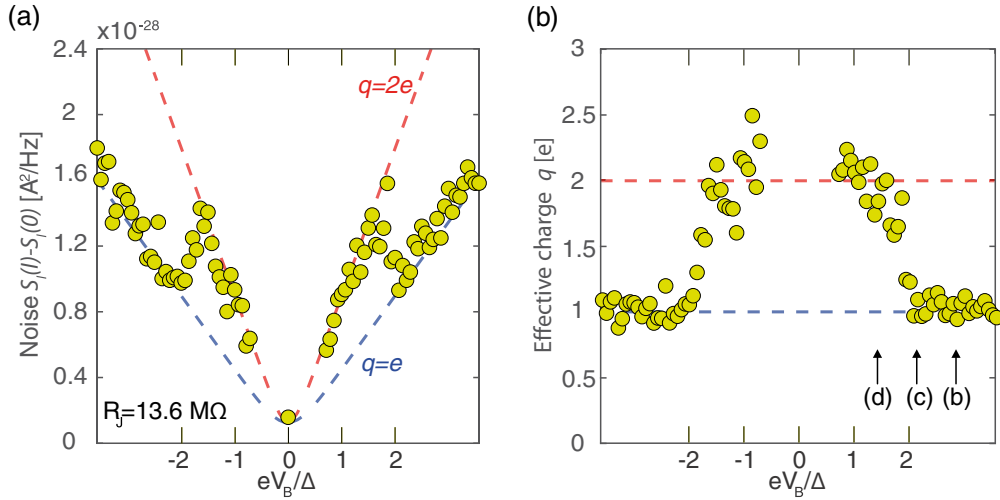 (a)
x10⁻²⁸
2.4
2
1.6
1.2
0.8
0.4
0
Noise S_I(I)-S_I(0) [A²/Hz]
q=2e
q=e
R_J=13.6 MΩ
-2 -1 0 1 2
eV_B/Δ
(b)
3
2.5
2
1.5
1
0.5
0
Effective charge q [e]
(d) (c) (b)
-2 -1 0 1 2
eV_B/Δ